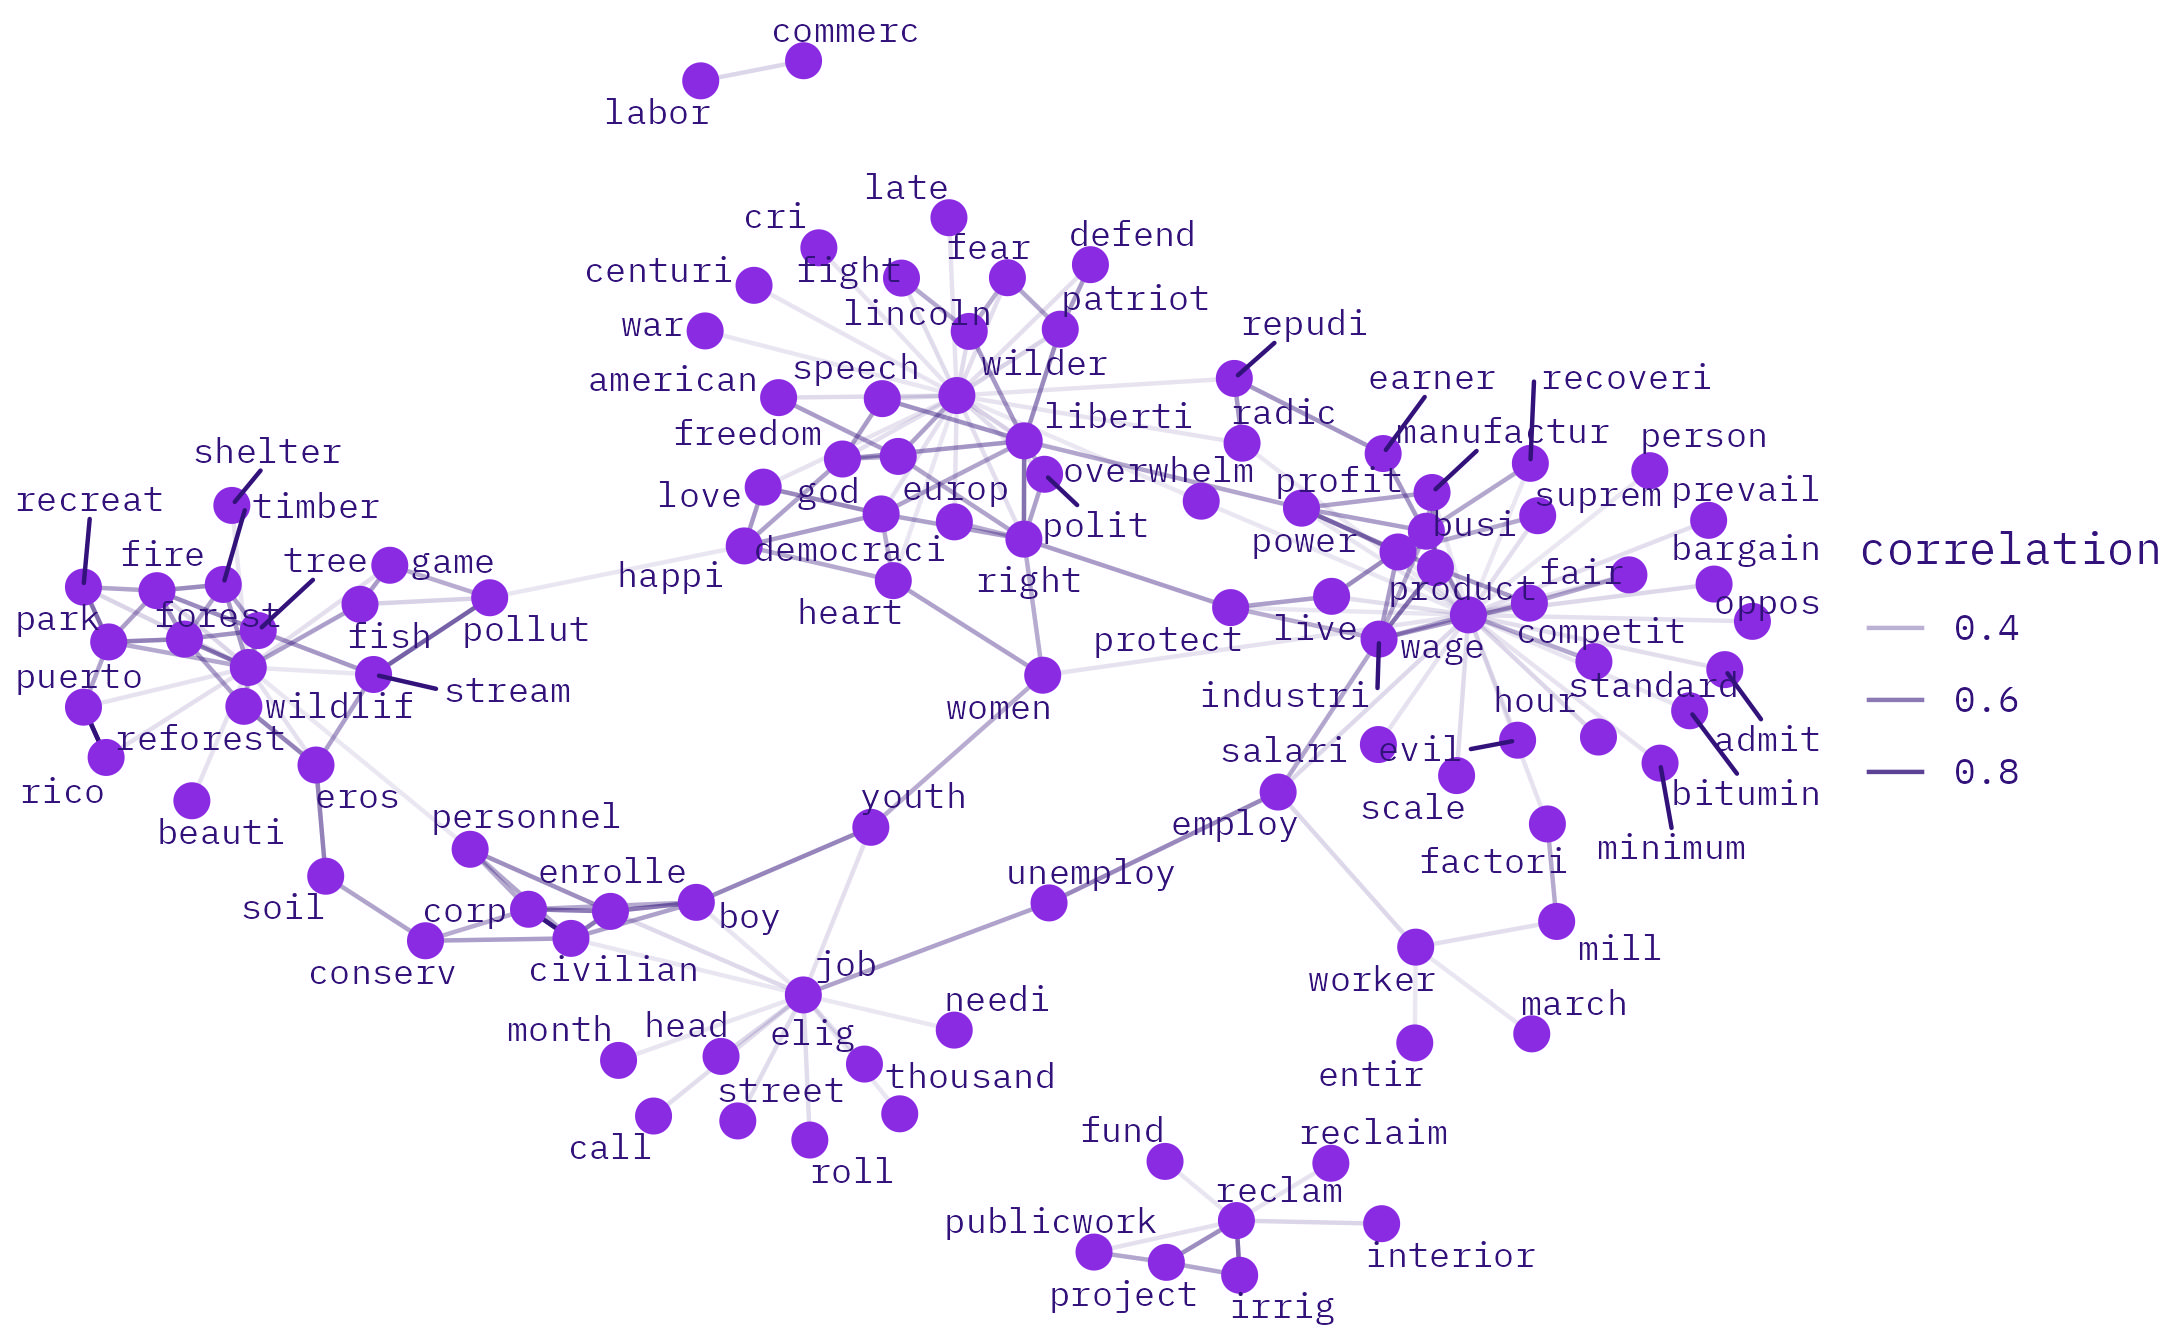 commerc
labor
late
cri
fear
defend
centuri
fight
patriot
lincoln
war
repudi
speech
wilder
american
earner
recoveri
radic
liberti
freedom
manufactur
person
shelter
overwhelm
profit
god
europ
love
suprem
prevail
recreat
timber
polit
busi
power
democraci
bargain
correlation
fire
tree
game
happi
right
product
fair
oppos
park
forest
heart
fish
pollut
protect
live
wage
competit
0.4
puerto
wildlif
stream
women
industri
hour
standard
0.6
reforest
salari
evil
admit
0.8
rico
eros
youth
scale
bitumin
beauti
personnel
employ
factori
minimum
enrolle
unemploy
soil
corp
boy
mill
conserv
civilian
job
worker
needi
march
month
head
elig
thousand
entir
street
call
roll
fund
reclaim
reclam
publicwork
interior
project
irrig